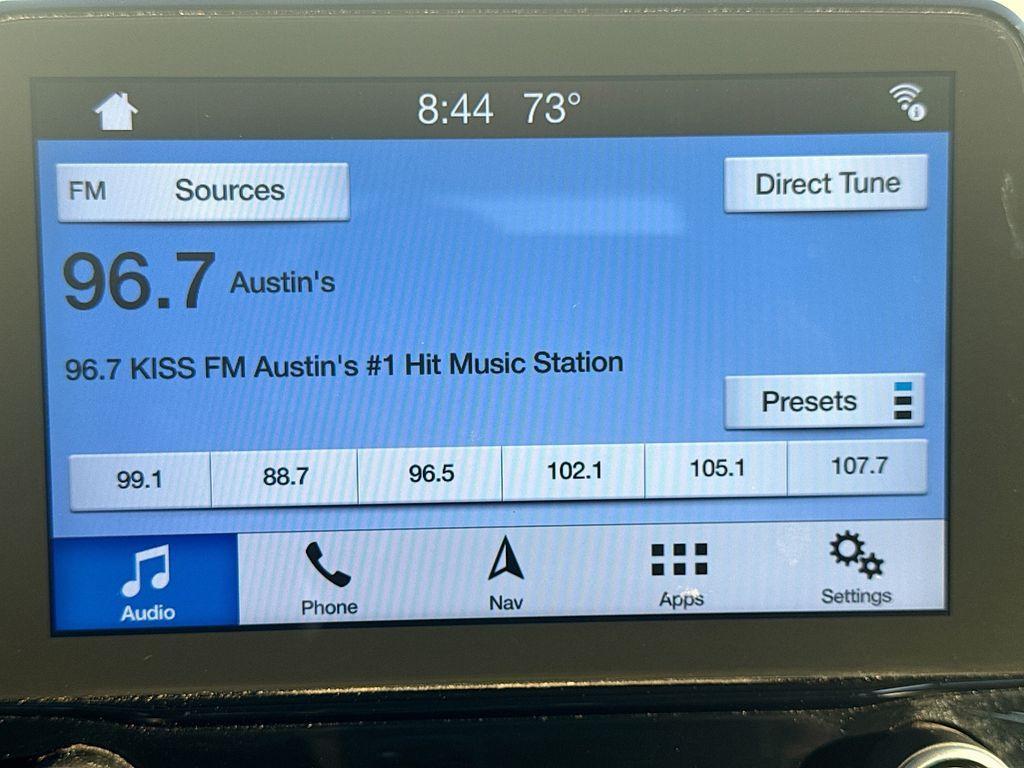 8:44 73°
FM Sources
Direct Tune
96.7 Austin's
96.7 KISS FM Austin's #1 Hit Music Station
Presets
99.1 88.7 96.5 102.1 105.1 107.7
Audio Phone Nav Apps Settings